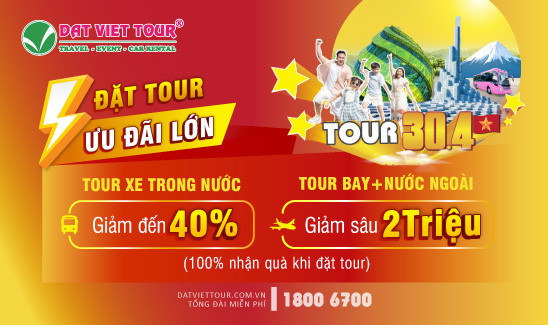 DAT VIET TOUR®
TRAVEL - EVENT - CAR RENTAL
ĐẶT TOUR
ƯU ĐÃI LỚN
TOUR 30.4
TOUR XE TRONG NƯỚC
Giảm đến 40%
TOUR BAY+NƯỚC NGOÀI
Giảm sâu 2Triệu
(100% nhận quà khi đặt tour)
DATVIETTOUR.COM.VN
TỔNG ĐÀI MIỄN PHÍ
1800 6700